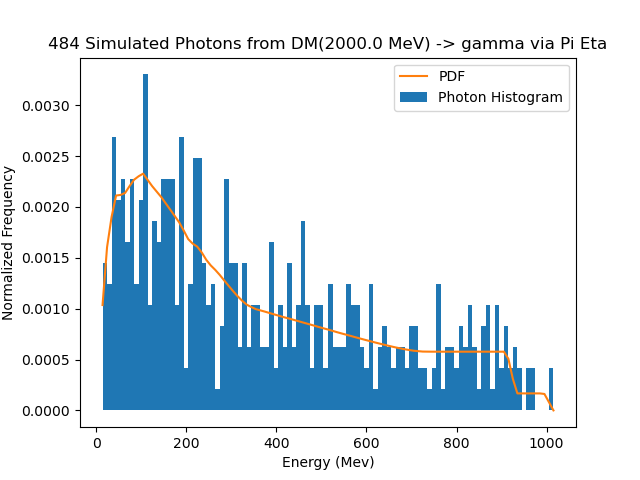 484 Simulated Photons from DM(2000.0 MeV) -> gamma via Pi Eta
PDF
Photon Histogram
Normalized Frequency
0.0030
0.0025
0.0020
0.0015
0.0010
0.0005
0.0000
0 200 400 600 800 1000
Energy (Mev)